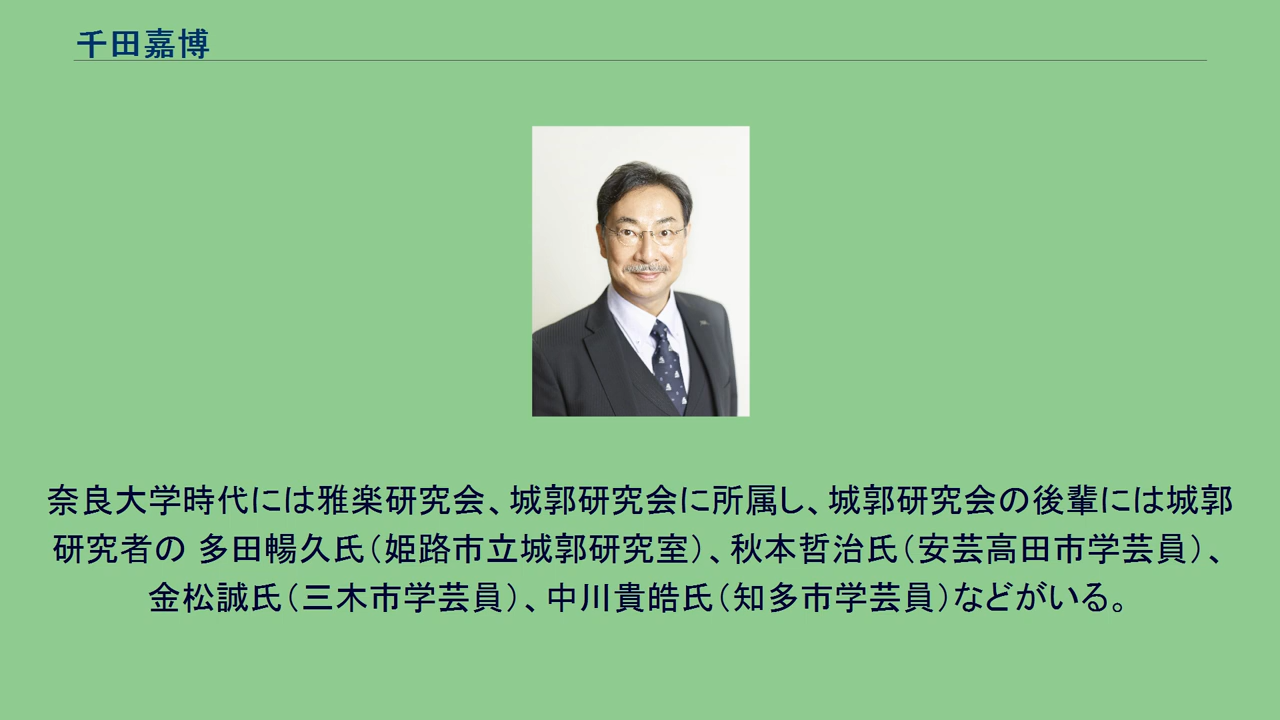 千田嘉博
奈良大学時代には雅楽研究会、城郭研究会に所属し、城郭研究会の後輩には城郭
研究者の 多田暢久氏（姫路市立城郭研究室）、秋本哲治氏（安芸高田市学芸員）、
金松誠氏（三木市学芸員）、中川貴皓氏（知多市学芸員）などがいる。